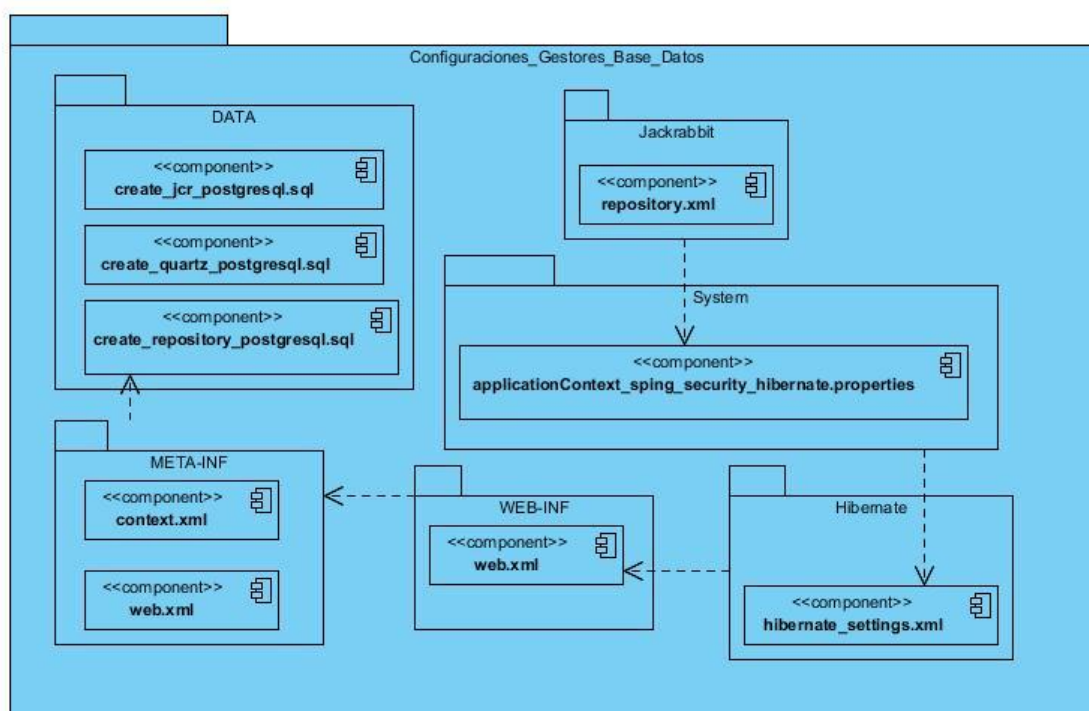 Configuraciones_Gestores_Base_Datos
DATA
<<component>>
create_jcr_postgresql.sql
<<component>>
create_quartz_postgresql.sql
<<component>>
create_repository_postgresql.sql
Jackrabbit
<<component>>
repository.xml
System
<<component>>
applicationContext_sping_security_hibernate.properties
META-INF
<<component>>
context.xml
<<component>>
web.xml
WEB-INF
<<component>>
web.xml
Hibernate
<<component>>
hibernate_settings.xml